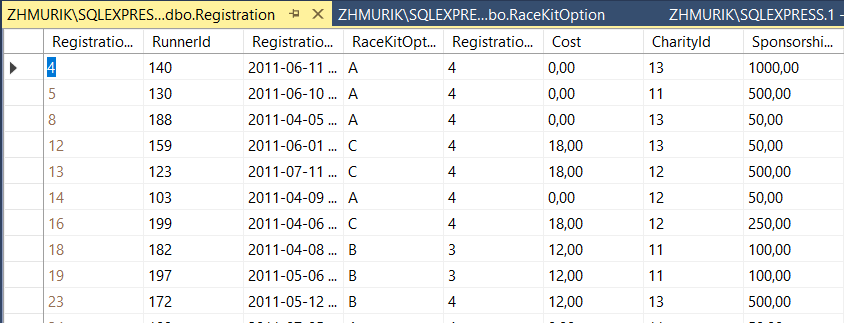 ZHMURIK\SQLEXPRES...dbo.Registration ZHMURIK\SQLEXPRE...bo.RaceKitOption ZHMURIK\SQLEXPRESS.1 -
Registratio... RunnerId Registratio... RaceKitOpt... Registratio... Cost CharityId Sponsorshi...
4 140 2011-06-11 ... A 4 0,00 13 1000,00
5 130 2011-06-10 ... A 4 0,00 11 500,00
8 188 2011-04-05 ... A 4 0,00 13 50,00
12 159 2011-06-01 ... C 4 18,00 13 50,00
13 123 2011-07-11 ... C 4 18,00 12 500,00
14 103 2011-04-09 ... A 4 0,00 12 50,00
16 199 2011-04-06 ... C 4 18,00 12 250,00
18 182 2011-04-08 ... B 3 12,00 11 100,00
19 197 2011-05-06 ... B 3 12,00 11 100,00
23 172 2011-05-12 ... B 4 12,00 13 500,00